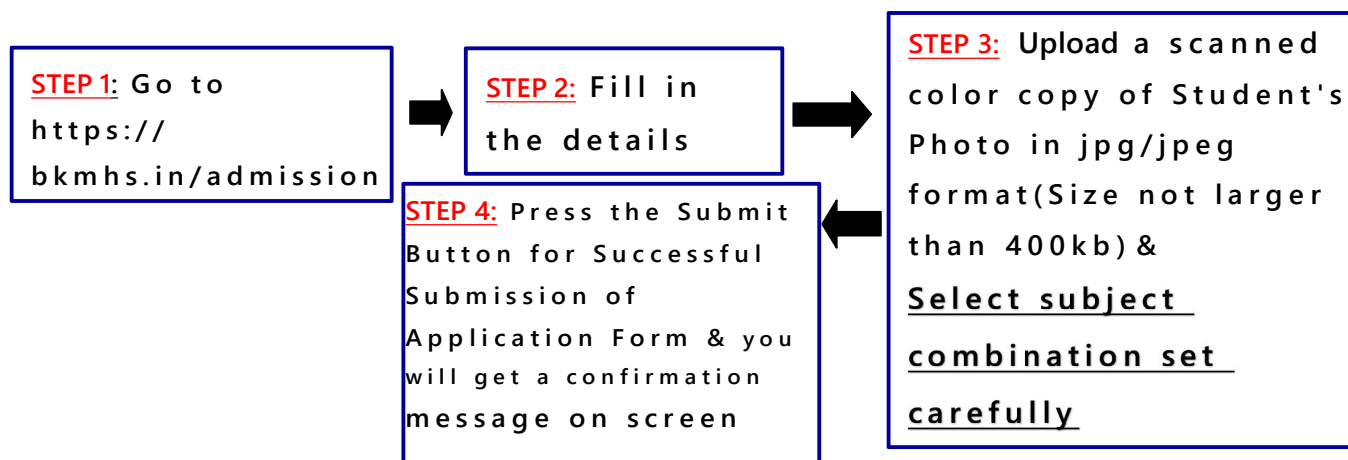 STEP 1: Go to
https://
bkmhs.in/admission
STEP 2: Fill in
the details
STEP 3: Upload a scanned
color copy of Student's
Photo in jpg/jpeg
format(Size not larger
than 400kb) &
Select subject
combination set
carefully
STEP 4: Press the Submit
Button for Successful
Submission of
Application Form & you
will get a confirmation
message on screen